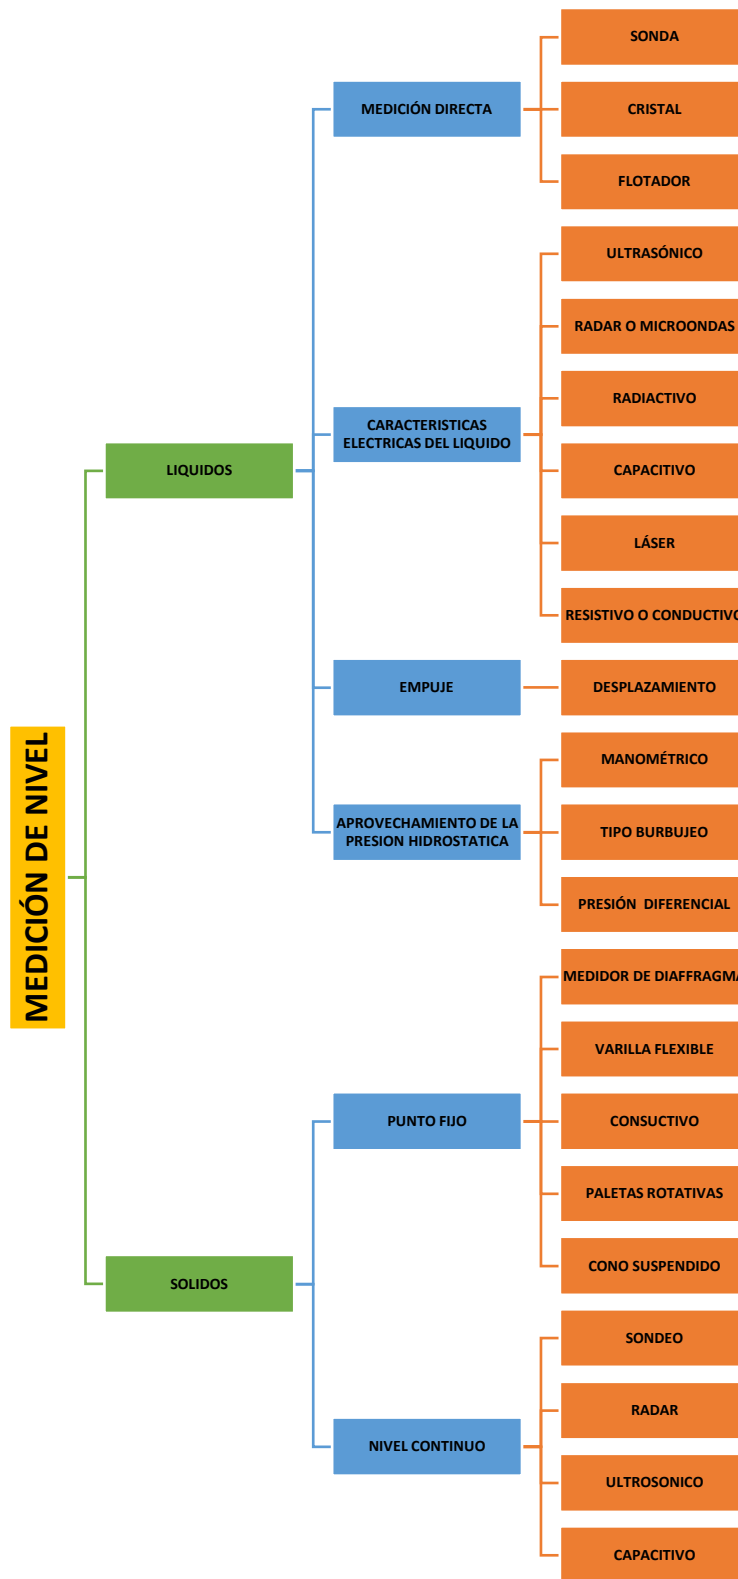 MEDICIÓN DE NIVEL
LIQUIDOS
MEDICIÓN DIRECTA
SONDA
CRISTAL
FLOTADOR
CARACTERISTICAS
ELECTRICAS DEL LIQUIDO
ULTRASÓNICO
RADAR O MICROONDAS
RADIACTIVO
CAPACITIVO
LÁSER
RESISTIVO O CONDUCTIVO
EMPUJE
DESPLAZAMIENTO
APROVECHAMIENTO DE LA
PRESION HIDROSTATICA
MANOMÉTRICO
TIPO BURBUJEO
PRESIÓN DIFERENCIAL
SOLIDOS
PUNTO FIJO
MEDIDOR DE DIAFFRAGMA
VARILLA FLEXIBLE
CONSUCTIVO
PALETAS ROTATIVAS
CONO SUSPENDIDO
NIVEL CONTINUO
SONDEO
RADAR
ULTROSONICO
CAPACITIVO